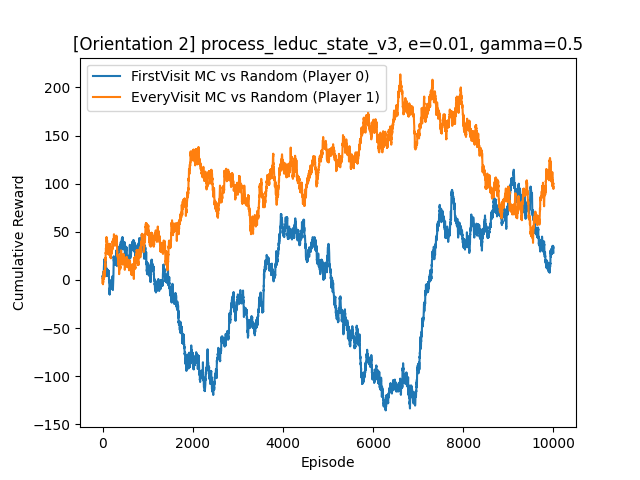 [Orientation 2] process_leduc_state_v3, e=0.01, gamma=0.5
FirstVisit MC vs Random (Player 0)
EveryVisit MC vs Random (Player 1)
Cumulative Reward
200
150
100
50
0
−50
−100
−150
0 2000 4000 6000 8000 10000
Episode